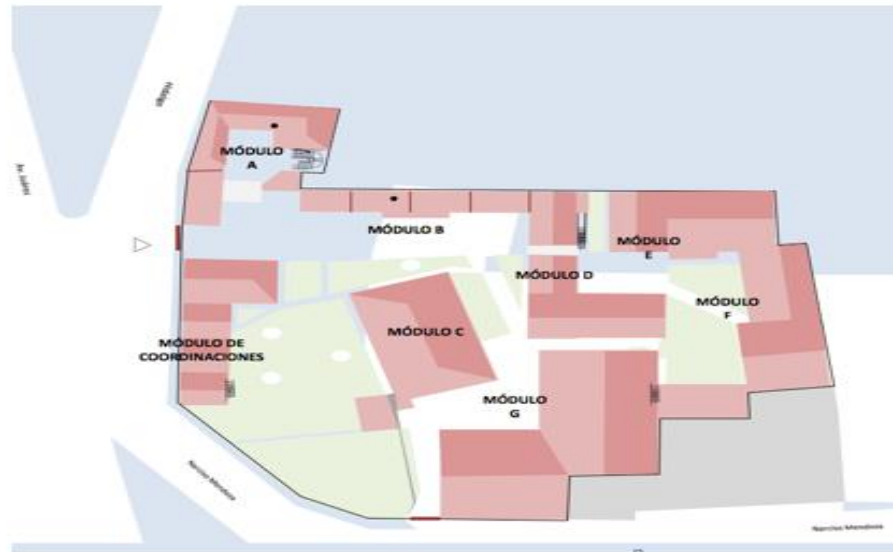 Hidalgo
Av. Juárez
MÓDULO
A
MÓDULO B
MÓDULO
E
MÓDULO D
MÓDULO
F
MÓDULO C
MÓDULO DE
COORDINACIONES
MÓDULO
G
Narciso Mendoza
Narciso Mendoza